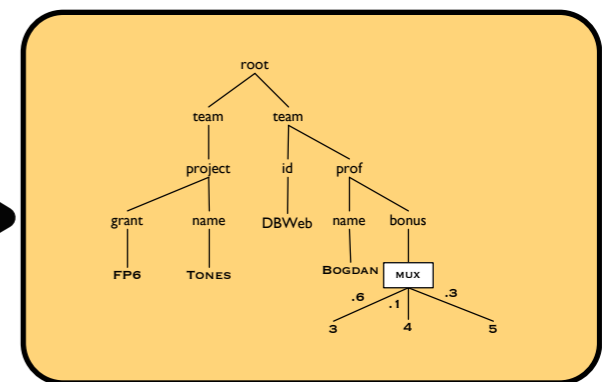 root
team team
project id prof
grant name DBWeb name bonus
FP6 TONES BOGDAN MUX
.6 .1 .3
3 4 5